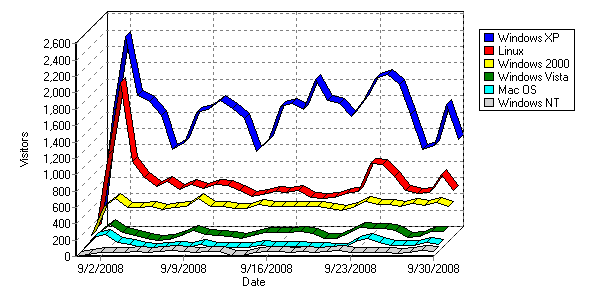 2,600
2,400
2,200
2,000
1,800
1,600
1,400
1,200
1,000
800
600
400
200
0
Visitors
9/2/2008 9/9/2008 9/16/2008 9/23/2008 9/30/2008
Date
Windows XP
Linux
Windows 2000
Windows Vista
Mac OS
Windows NT